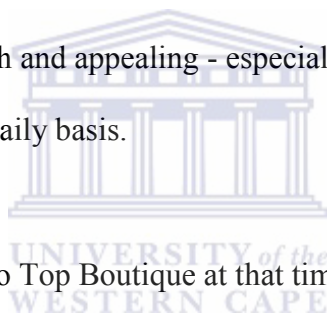 h and appealing - especial
aily basis.
o Top Boutique at that tim
UNIVERSITY of the
WESTERN CAPE